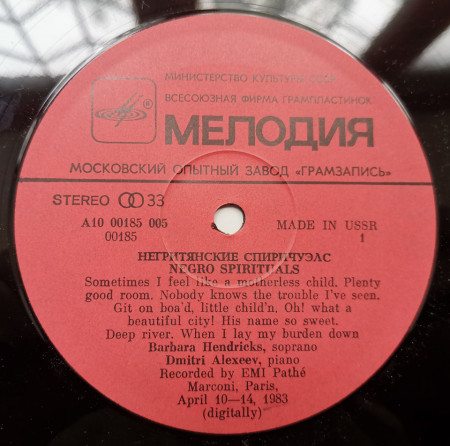 МИНИСТЕРСТВО КУЛЬТУРЫ СССР
ВСЕСОЮЗНАЯ ФИРМА ГРАМПЛАСТИНОК
МЕЛОДИЯ
МОСКОВСКИЙ ОПЫТНЫЙ ЗАВОД «ГРАМЗАПИСЬ»
STEREO 33
A10 00185 005
00185
MADE IN USSR
1
НЕГРИТЯНСКИЕ СПИРИЧУЭЛС
NEGRO SPIRITUALS
Sometimes I feel like a motherless child. Plenty
good room. Nobody knows the trouble I've seen.
Git on boa'd, little child'n. Oh! what a
beautiful city! His name so sweet.
Deep river. When I lay my burden down
Barbara Hendricks, soprano
Dmitri Alexeev, piano
Recorded by EMI Pathé
Marconi, Paris,
April 10—14, 1983
(digitally)